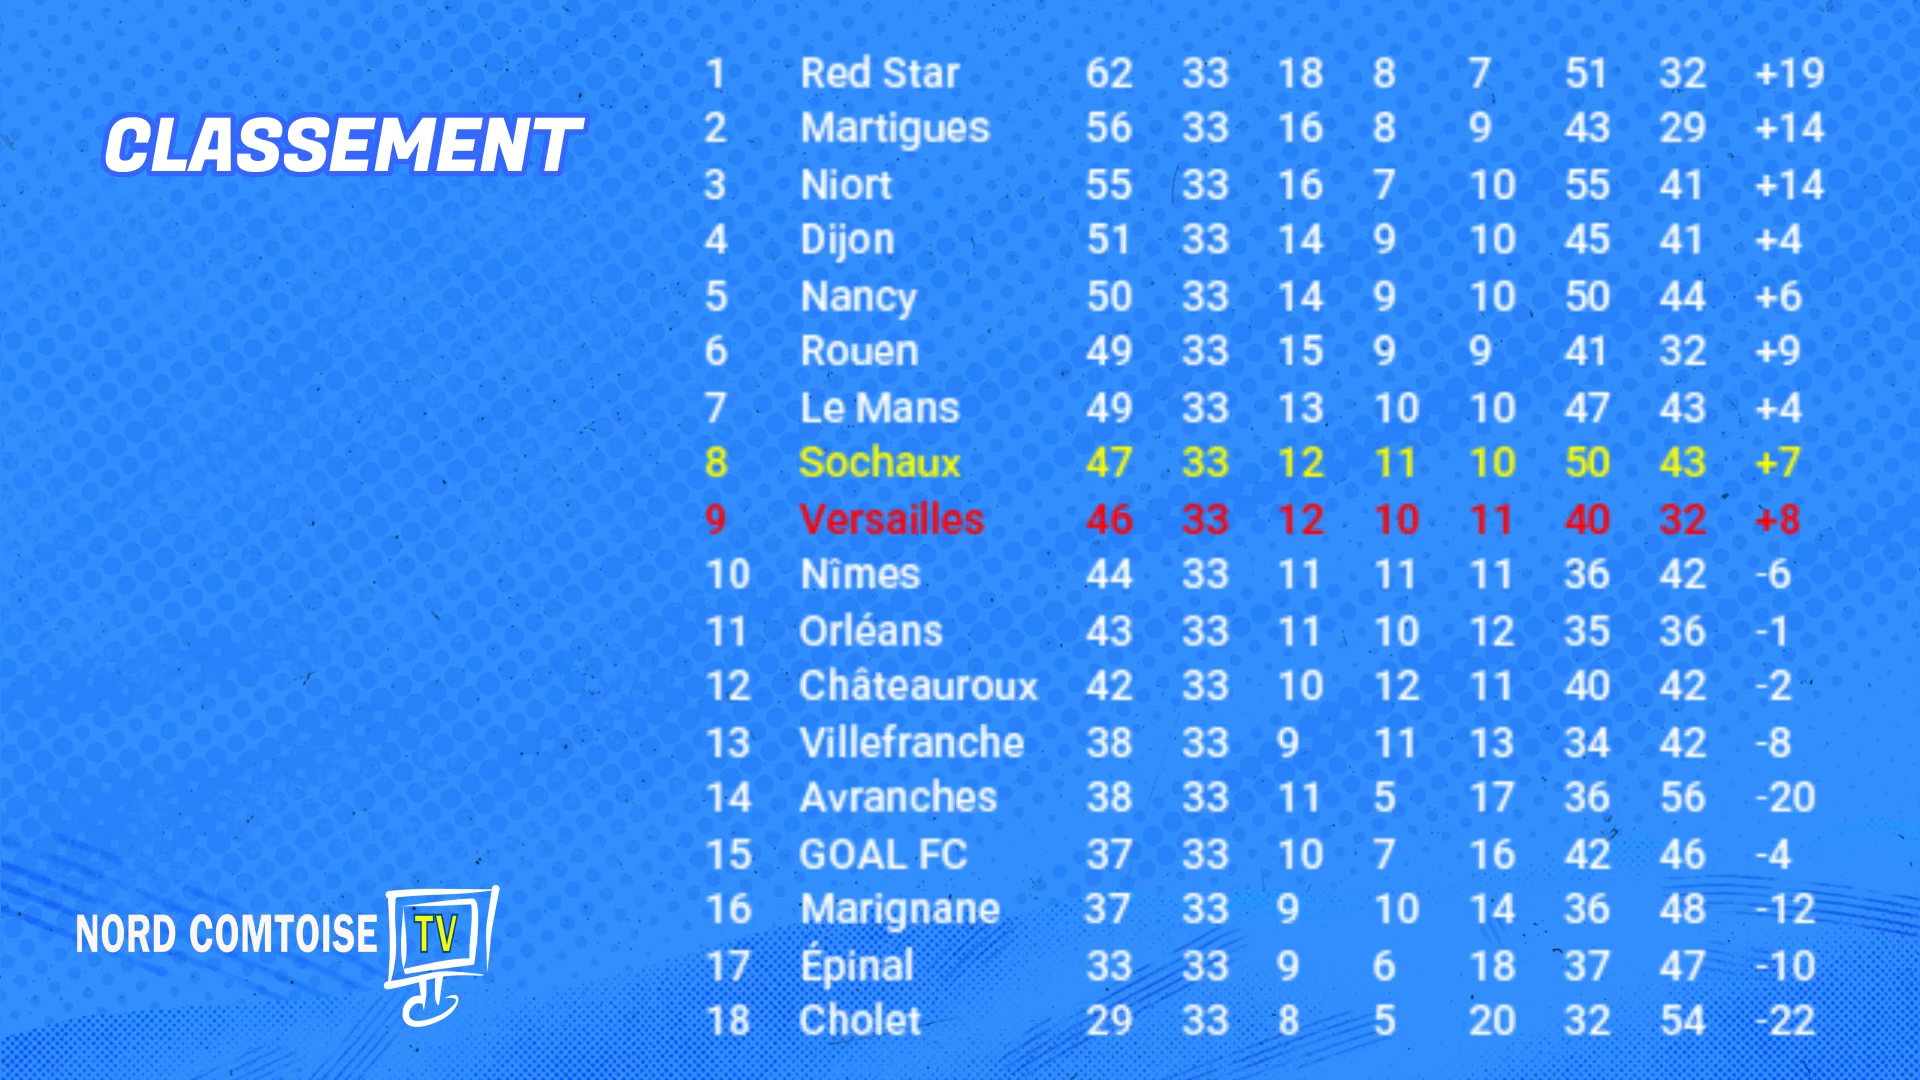 CLASSEMENT
1 Red Star 62 33 18 8 7 51 32 +19
2 Martigues 56 33 16 8 9 43 29 +14
3 Niort 55 33 16 7 10 55 41 +14
4 Dijon 51 33 14 9 10 45 41 +4
5 Nancy 50 33 14 9 10 50 44 +6
6 Rouen 49 33 15 9 9 41 32 +9
7 Le Mans 49 33 13 10 10 47 43 +4
8 Sochaux 47 33 12 11 10 50 43 +7
9 Versailles 46 33 12 10 11 40 32 +8
10 Nîmes 44 33 11 11 11 36 42 -6
11 Orléans 43 33 11 10 12 35 36 -1
12 Châteauroux 42 33 10 12 11 40 42 -2
13 Villefranche 38 33 9 11 13 34 42 -8
14 Avranches 38 33 11 5 17 36 56 -20
15 GOAL FC 37 33 10 7 16 42 46 -4
16 Marignane 37 33 9 10 14 36 48 -12
17 Épinal 33 33 9 6 18 37 47 -10
18 Cholet 29 33 8 5 20 32 54 -22
NORD COMTOISE TV